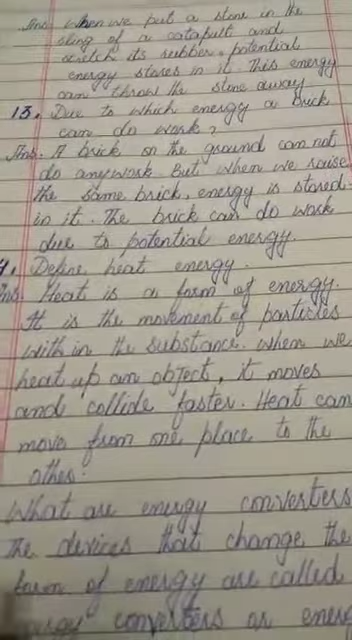 Ans. When we put a stone in the
sling of a catapult and
stretch its rubber, potential
energy stores in it. This energy
can throw the stone away
13. Due to which energy a brick
can do work?
Ans. A brick on the ground can not
do any work. But when we raise
the same brick, energy is stored
in it. The brick can do work
due to potential energy.
4. Define heat energy.
Ans. Heat is a form of energy.
It is the movement of particles
with in the substance. When we
heat up an object, it moves
and collide faster. Heat can
move from one place to the
other.
What are energy converters
The devices that change the
form of energy are called
converters or